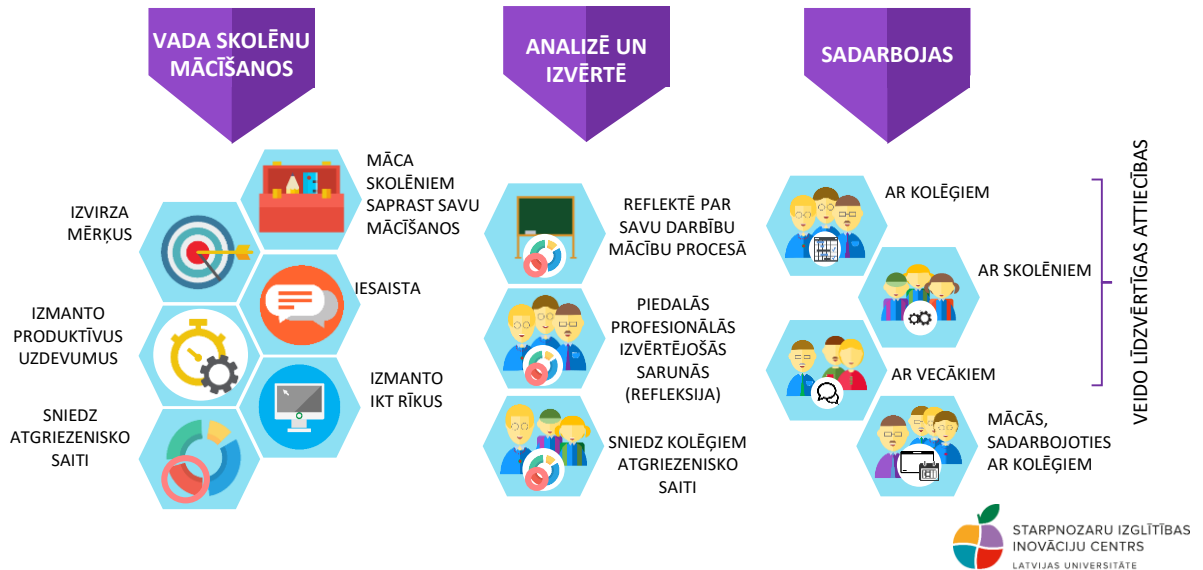 VADA SKOLĒNU
MĀCĪŠANOS
MĀCA
SKOLĒNIEM
SAPRAST SAVU
MĀCĪŠANOS
IZVIRZA
MĒRĶUS
IESAISTA
IZMANTO
PRODUKTĪVUS
UZDEVUMUS
IZMANTO
IKT RĪKUS
SNIEDZ
ATGRIEZENISKO
SAITI
ANALIZĒ UN
IZVĒRTĒ
REFLEKTĒ PAR
SAVU DARBĪBU
MĀCĪBU PROCESĀ
PIEDALĀS
PROFESIONĀLĀS
IZVĒRTĒJOŠĀS
SARUNĀS
(REFLEKSIJA)
SNIEDZ KOLĒĢIEM
ATGRIEZENISKO
SAITI
SADARBOJAS
AR KOLĒĢIEM
AR SKOLĒNIEM
AR VECĀKIEM
MĀCĀS,
SADARBOJOTIES
AR KOLĒĢIEM
VEIDO LĪDZVĒRTĪGAS ATTIECĪBAS
STARPNOZARU IZGLĪTĪBAS
INOVĀCIJU CENTRS
LATVIJAS UNIVERSITĀTE